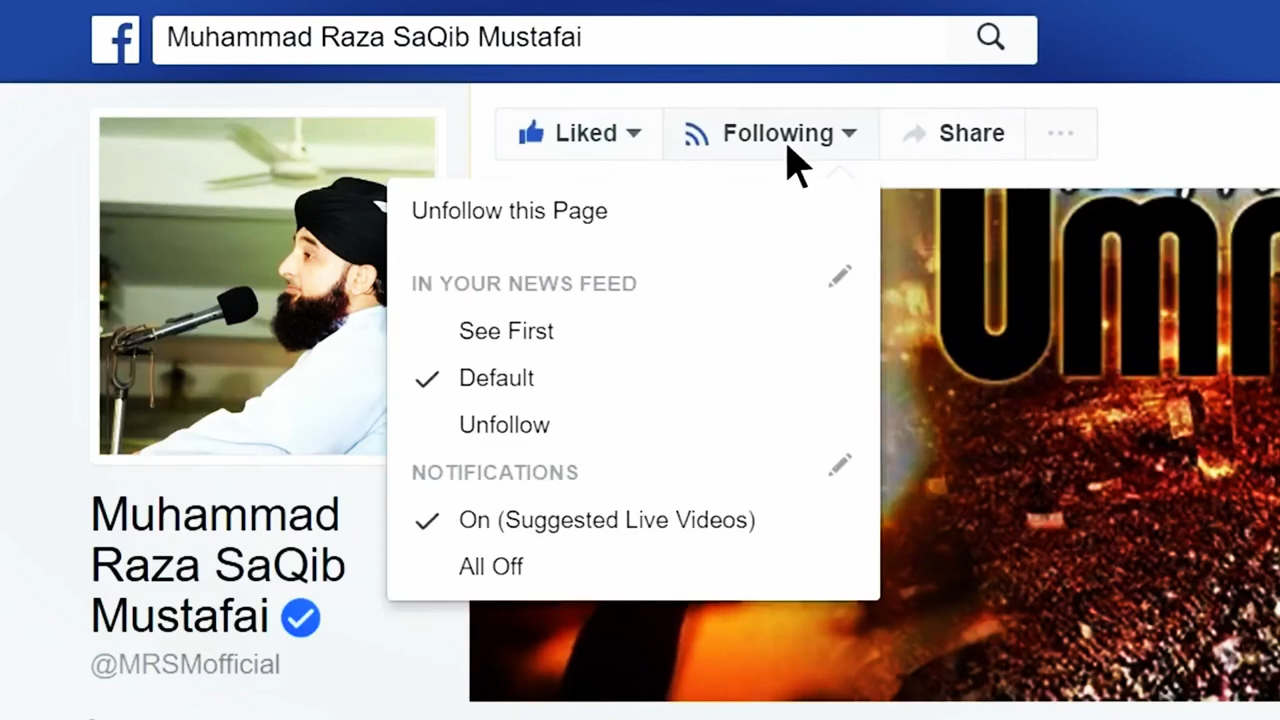 Muhammad Raza SaQib Mustafai
Liked
Following
Share
Unfollow this Page
IN YOUR NEWS FEED
See First
Default
Unfollow
NOTIFICATIONS
On (Suggested Live Videos)
All Off
Muhammad
Raza SaQib
Mustafai
@MRSMofficial